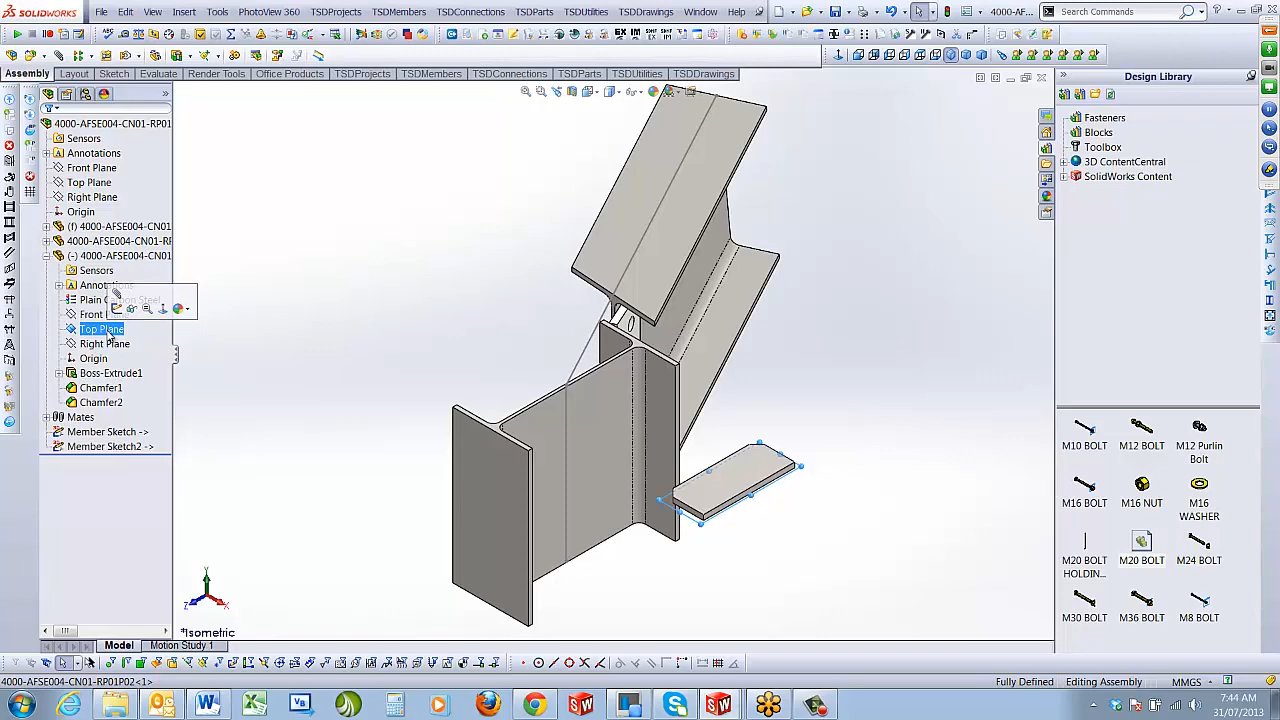 SOLIDWORKS File Edit View Insert Tools PhotoView 360 TSDProjects TSDMembers TSDConnections TSDParts TSDUtilities TSDDrawings Window Help 4000-AF... Search Commands
Assembly Layout Sketch Evaluate Render Tools Office Products TSDProjects TSDMembers TSDConnections TSDParts TSDUtilities TSDDrawings
Design Library
4000-AFSE004-CN01-RP01
Sensors
Annotations
Front Plane
Top Plane
Right Plane
Origin
(f) 4000-AFSE004-CN01
4000-AFSE004-CN01-RF
(-) 4000-AFSE004-CN01
Sensors
Top Plane
Right Plane
Origin
Boss-Extrude1
Chamfer1
Chamfer2
Mates
Member Sketch ->
Member Sketch2 ->
Fasteners
Blocks
Toolbox
3D ContentCentral
SolidWorks Content
M10 BOLT M12 BOLT M12 Purlin Bolt
M16 BOLT M16 NUT M16 WASHER
M20 BOLT HOLDIN... M20 BOLT M24 BOLT
M30 BOLT M36 BOLT M8 BOLT
Y
Z X
*Isometric
Model Motion Study 1
4000-AFSE004-CN01-RP01P02<1> Fully Defined Editing Assembly MMGS
7:44 AM
31/07/2013